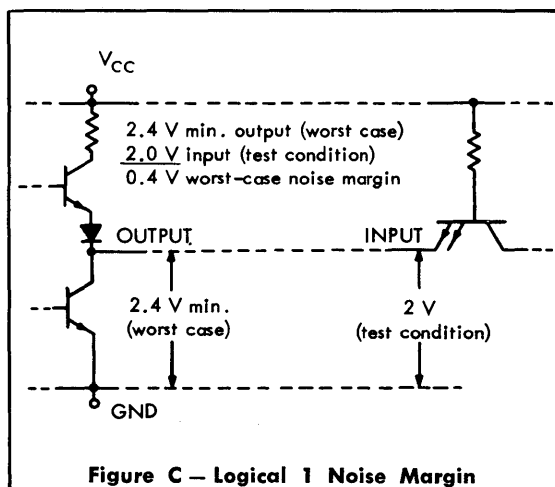 VCC
2.4 V min. output (worst case)
2.0 V input (test condition)
0.4 V worst-case noise margin
OUTPUT
INPUT
2.4 V min.
(worst case)
2 V
(test condition)
GND
Figure C — Logical 1 Noise Margin